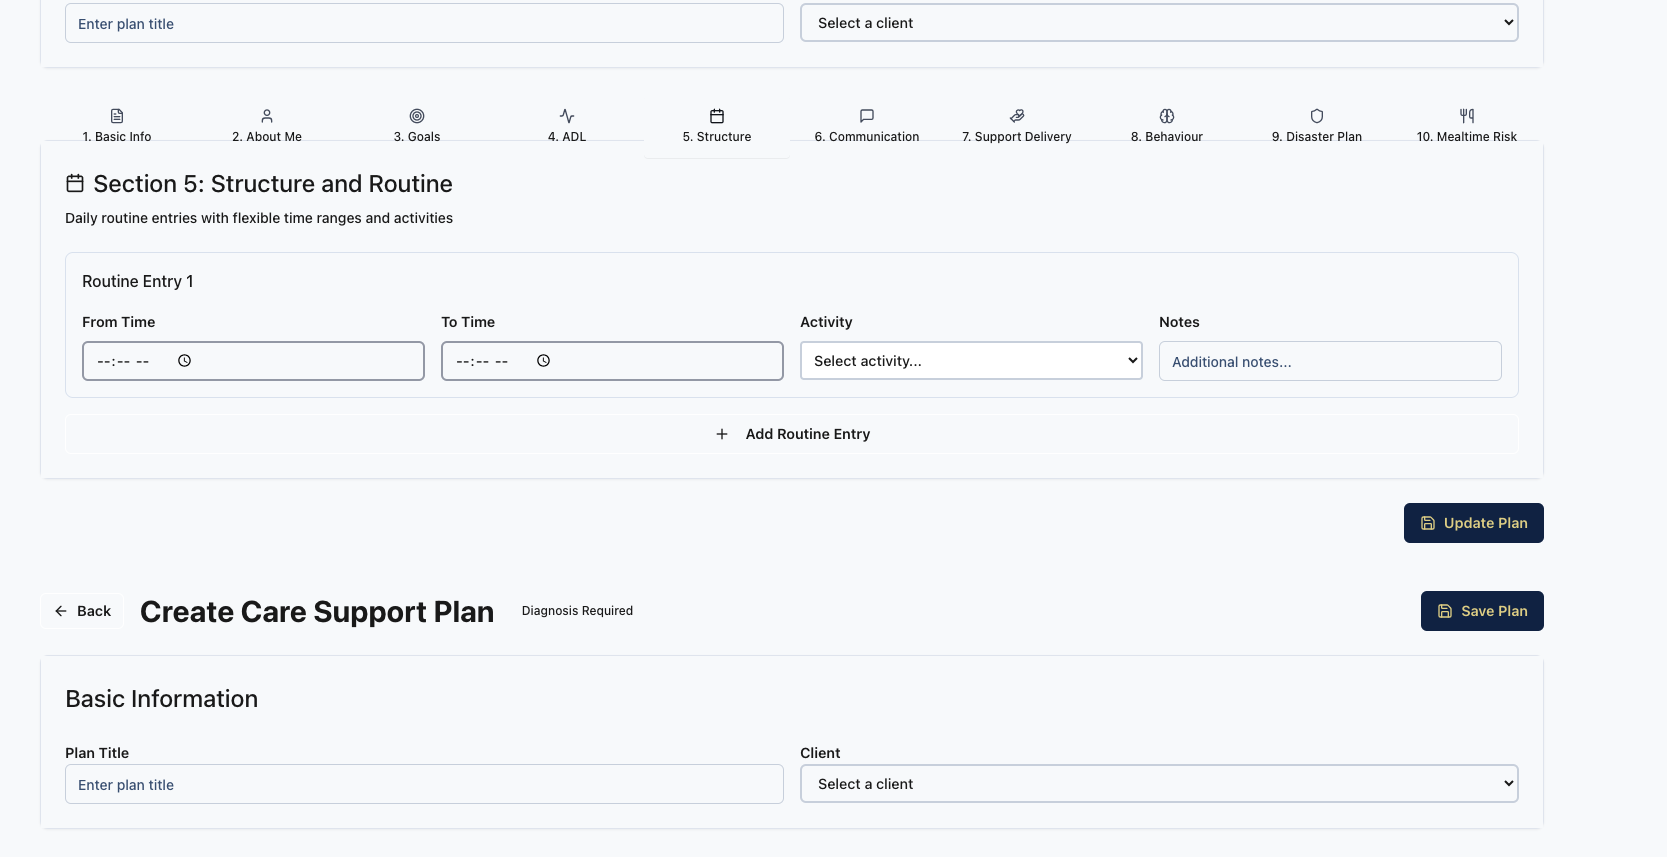 Enter plan title
Select a client
1. Basic Info
2. About Me
3. Goals
4. ADL
5. Structure
6. Communication
7. Support Delivery
8. Behaviour
9. Disaster Plan
10. Mealtime Risk
Section 5: Structure and Routine
Daily routine entries with flexible time ranges and activities
Routine Entry 1
From Time
To Time
Activity
Notes
--:-- --
--:-- --
Select activity...
Additional notes...
+ Add Routine Entry
Update Plan
Back
Create Care Support Plan
Diagnosis Required
Save Plan
Basic Information
Plan Title
Client
Enter plan title
Select a client